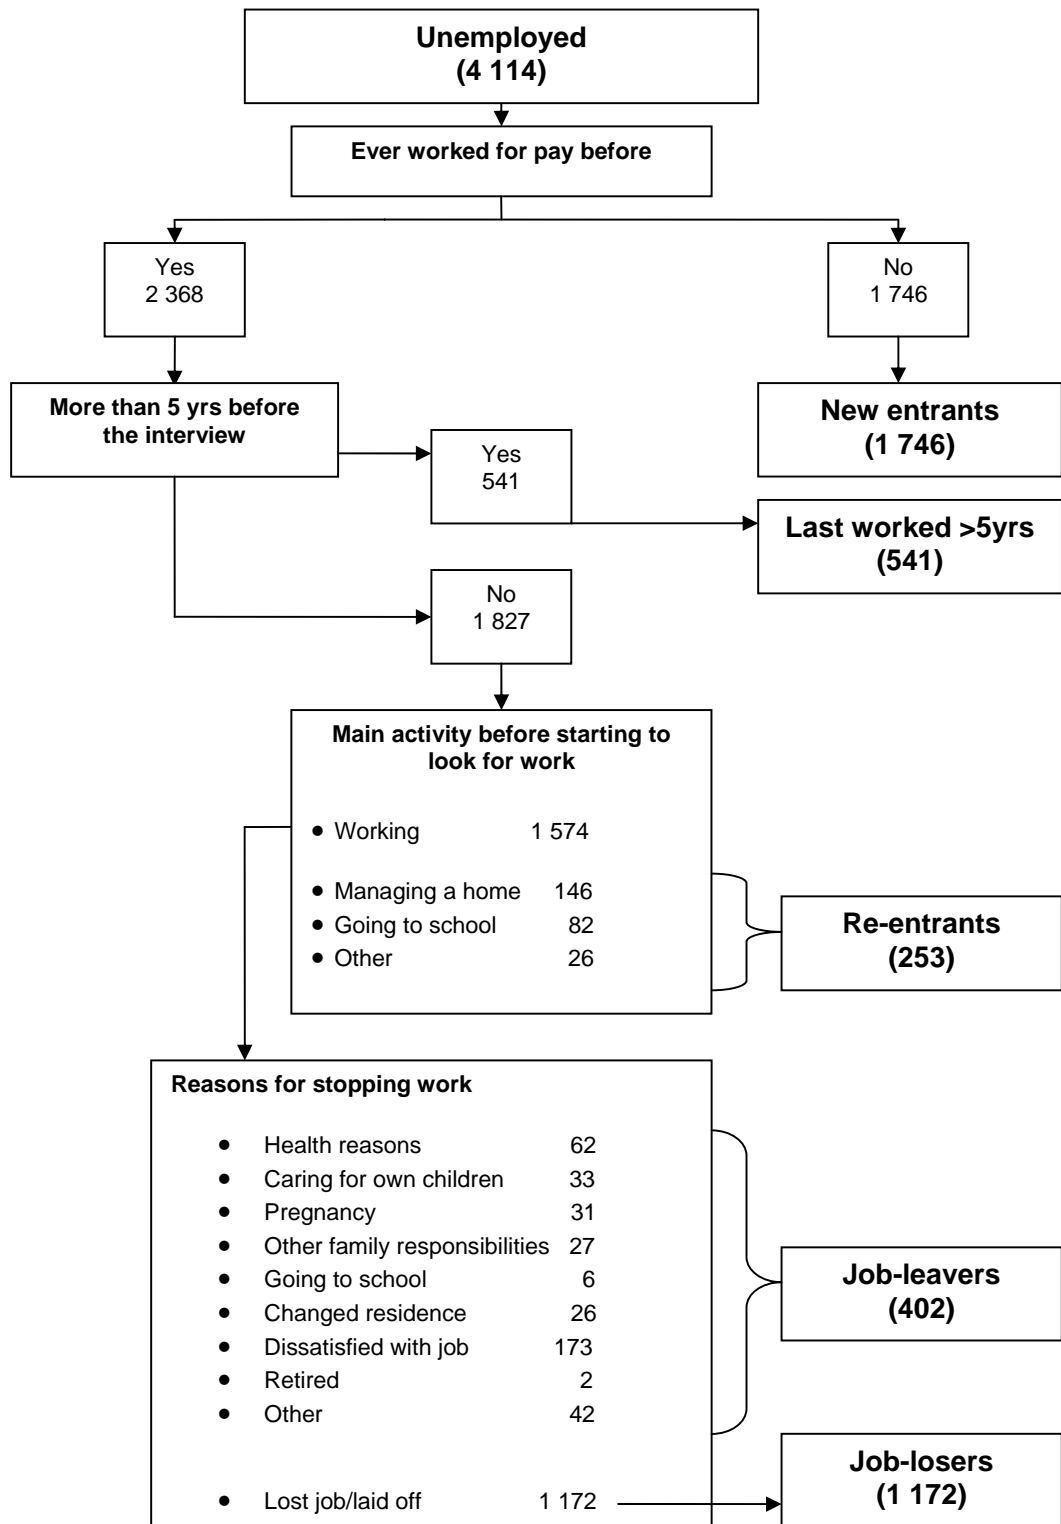 Unemployed
(4 114)
Ever worked for pay before
Yes
2 368
No
1 746
More than 5 yrs before
the interview
New entrants
(1 746)
Yes
541
Last worked >5yrs
(541)
No
1 827
Main activity before starting to
look for work
• Working 1 574
• Managing a home 146
• Going to school 82
• Other 26
Re-entrants
(253)
Reasons for stopping work
• Health reasons 62
• Caring for own children 33
• Pregnancy 31
• Other family responsibilities 27
• Going to school 6
• Changed residence 26
• Dissatisfied with job 173
• Retired 2
• Other 42
Job-leavers
(402)
• Lost job/laid off 1 172
Job-losers
(1 172)